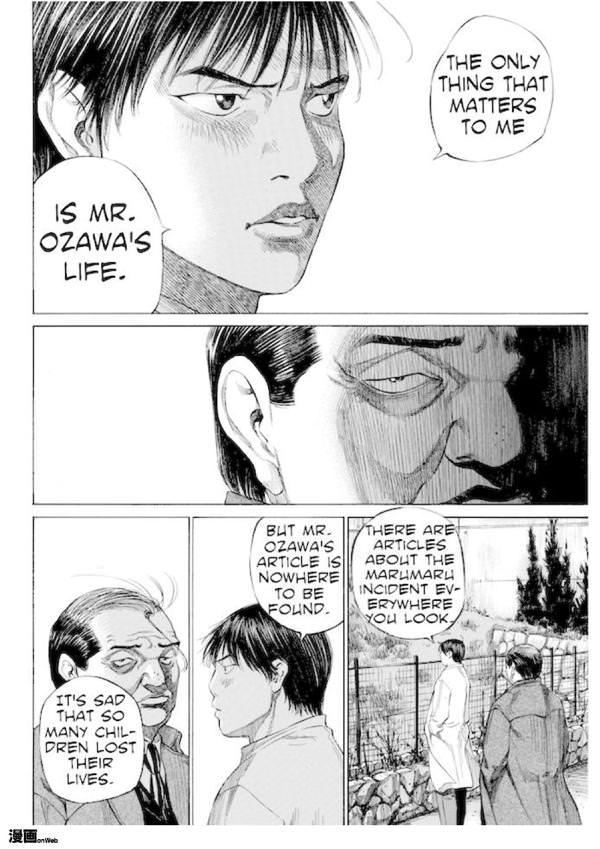 THE ONLY
THING THAT
MATTERS
TO ME
IS MR.
OZAWA'S
LIFE.
THERE ARE
ARTICLES
ABOUT THE
MARUMARU
INCIDENT EV-
ERYWHERE
YOU LOOK.
BUT MR.
OZAWA'S
ARTICLE IS
NOWHERE
TO BE
FOUND.
IT'S SAD
THAT SO
MANY CHIL-
DREN LOST
THEIR
LIVES.
漫画onWeb